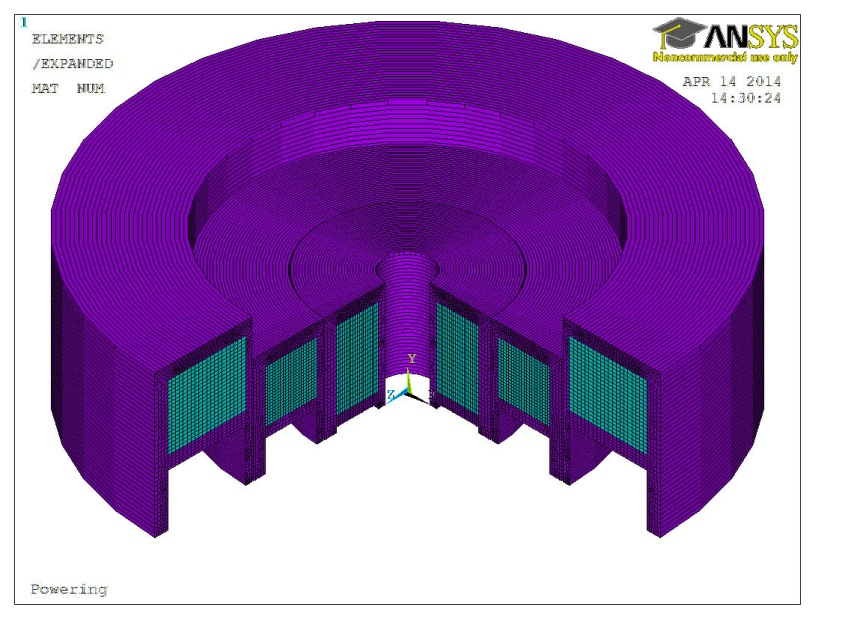 1
ELEMENTS
/EXPANDED
MAT NUM
ANSYS
Noncommercial use only
APR 14 2014
14:30:24
Y
Z
Powering